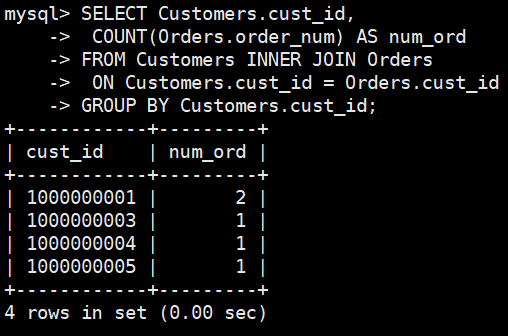 mysql> SELECT Customers.cust_id,
    ->  COUNT(Orders.order_num) AS num_ord
    -> FROM Customers INNER JOIN Orders
    ->  ON Customers.cust_id = Orders.cust_id
    -> GROUP BY Customers.cust_id;
+------------+---------+
| cust_id    | num_ord |
+------------+---------+
| 1000000001 |       2 |
| 1000000003 |       1 |
| 1000000004 |       1 |
| 1000000005 |       1 |
+------------+---------+
4 rows in set (0.00 sec)